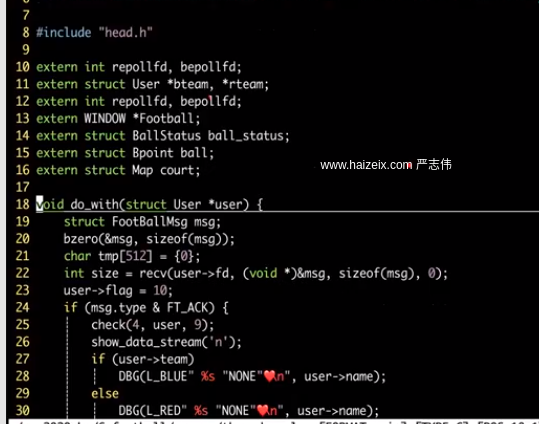 7
8 #include "head.h"
9
10 extern int repollfd, bepollfd;
11 extern struct User *bteam, *rteam;
12 extern int repollfd, bepollfd;
13 extern WINDOW *Football;
14 extern struct BallStatus ball_status;
15 extern struct Bpoint ball;
16 extern struct Map court;
www.haizeix.com 严志伟
17
18 void do_with(struct User *user) {
19     struct FootBallMsg msg;
20     bzero(&msg, sizeof(msg));
21     char tmp[512] = {0};
22     int size = recv(user->fd, (void *)&msg, sizeof(msg), 0);
23     user->flag = 10;
24     if (msg.type & FT_ACK) {
25         check(4, user, 9);
26         show_data_stream('n');
27         if (user->team)
28             DBG(L_BLUE" %s "NONE"❤\n", user->name);
29         else
30             DBG(L_RED" %s "NONE"❤\n", user->name);